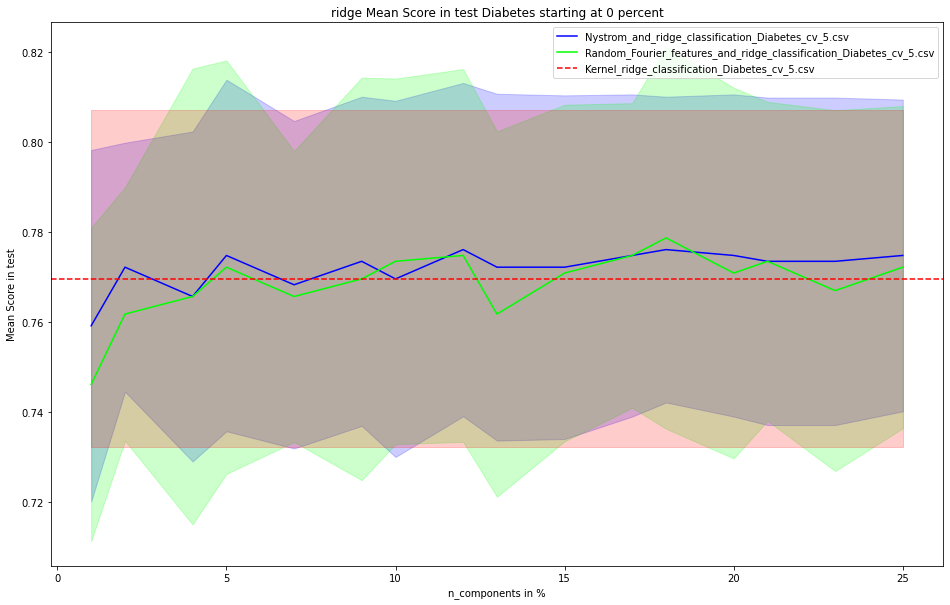 ridge Mean Score in test Diabetes starting at 0 percent
Nystrom_and_ridge_classification_Diabetes_cv_5.csv
Random_Fourier_features_and_ridge_classification_Diabetes_cv_5.csv
Kernel_ridge_classification_Diabetes_cv_5.csv
0.82
0.80
0.78
0.76
0.74
0.72
Mean Score in test
0
5
10
15
20
25
n_components in %